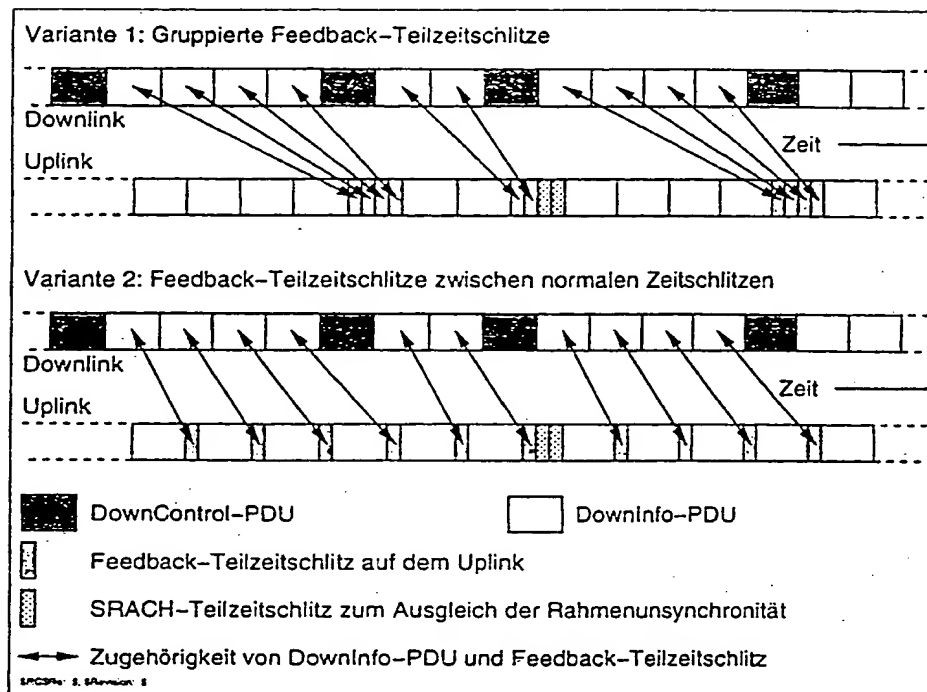 Variante 1: Gruppierte Feedback-Teilzeitschlitze
Downlink
Zeit
Uplink
Variante 2: Feedback-Teilzeitschlitze zwischen normalen Zeitschlitzen
Downlink
Zeit
Uplink
DownControl-PDU
DownInfo-PDU
Feedback-Teilzeitschlitz auf dem Uplink
SRACH-Teilzeitschlitz zum Ausgleich der Rahmenunsynchronität
Zugehörigkeit von DownInfo-PDU und Feedback-Teilzeitschlitz